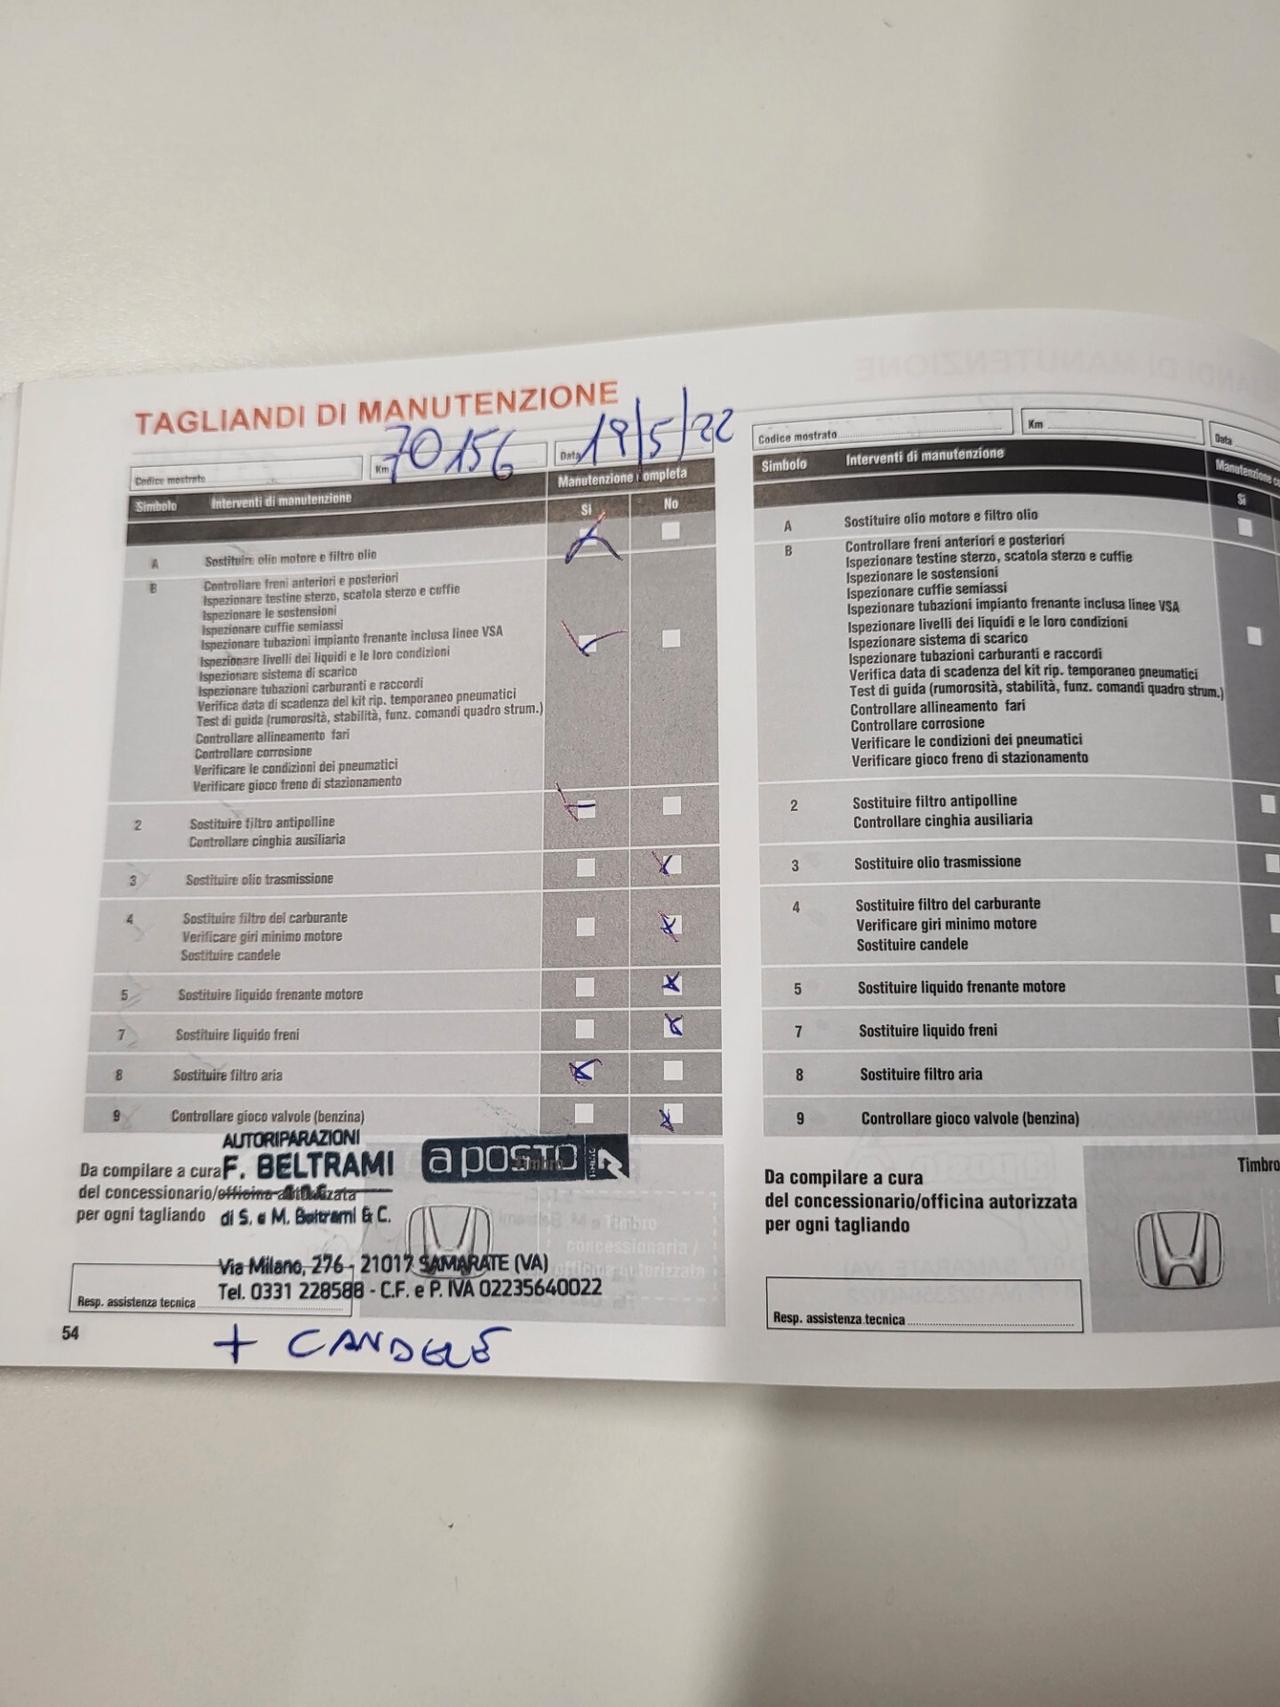 TAGLIANDI DI MANUTENZIONE
Codice mostrato
Km 70156
Data 19/5/22
Simbolo Interventi di manutenzione Manutenzione completa
Si No
A Sostituire olio motore e filtro olio
B Controllare freni anteriori e posteriori
Ispezionare testine sterzo, scatola sterzo e cuffie
Ispezionare le sostensioni
Ispezionare cuffie semiassi
Ispezionare tubazioni impianto frenante inclusa linee VSA
Ispezionare livelli dei liquidi e le loro condizioni
Ispezionare sistema di scarico
Ispezionare tubazioni carburanti e raccordi
Verifica data di scadenza del kit rip. temporaneo pneumatici
Test di guida (rumorosità, stabilità, funz. comandi quadro strum.)
Controllare allineamento fari
Controllare corrosione
Verificare le condizioni dei pneumatici
Verificare gioco freno di stazionamento
2 Sostituire filtro antipolline
Controllare cinghia ausiliaria
3 Sostituire olio trasmissione
4 Sostituire filtro del carburante
Verificare giri minimo motore
Sostituire candele
5 Sostituire liquido frenante motore
7 Sostituire liquido freni
8 Sostituire filtro aria
9 Controllare gioco valvole (benzina)
Da compilare a cura
del concessionario/officina autorizzata
per ogni tagliando
AUTORIPARAZIONI
F. BELTRAMI
di S. e M. Beltrami & C.
Via Milano, 276 - 21017 SAMARATE (VA)
Tel. 0331 228588 - C.F. e P. IVA 02235640022
a posto
Timbro
Timbro
concessionaria /
officina autorizzata
Resp. assistenza tecnica
54
+ CANDELE
Codice mostrato
Km
Data
Simbolo Interventi di manutenzione Manutenzione
Si
A Sostituire olio motore e filtro olio
B Controllare freni anteriori e posteriori
Ispezionare testine sterzo, scatola sterzo e cuffie
Ispezionare le sostensioni
Ispezionare cuffie semiassi
Ispezionare tubazioni impianto frenante inclusa linee VSA
Ispezionare livelli dei liquidi e le loro condizioni
Ispezionare sistema di scarico
Ispezionare tubazioni carburanti e raccordi
Verifica data di scadenza del kit rip. temporaneo pneumatici
Test di guida (rumorosità, stabilità, funz. comandi quadro strum.)
Controllare allineamento fari
Controllare corrosione
Verificare le condizioni dei pneumatici
Verificare gioco freno di stazionamento
2 Sostituire filtro antipolline
Controllare cinghia ausiliaria
3 Sostituire olio trasmissione
4 Sostituire filtro del carburante
Verificare giri minimo motore
Sostituire candele
5 Sostituire liquido frenante motore
7 Sostituire liquido freni
8 Sostituire filtro aria
9 Controllare gioco valvole (benzina)
Da compilare a cura
del concessionario/officina autorizzata
per ogni tagliando
Timbro
Resp. assistenza tecnica